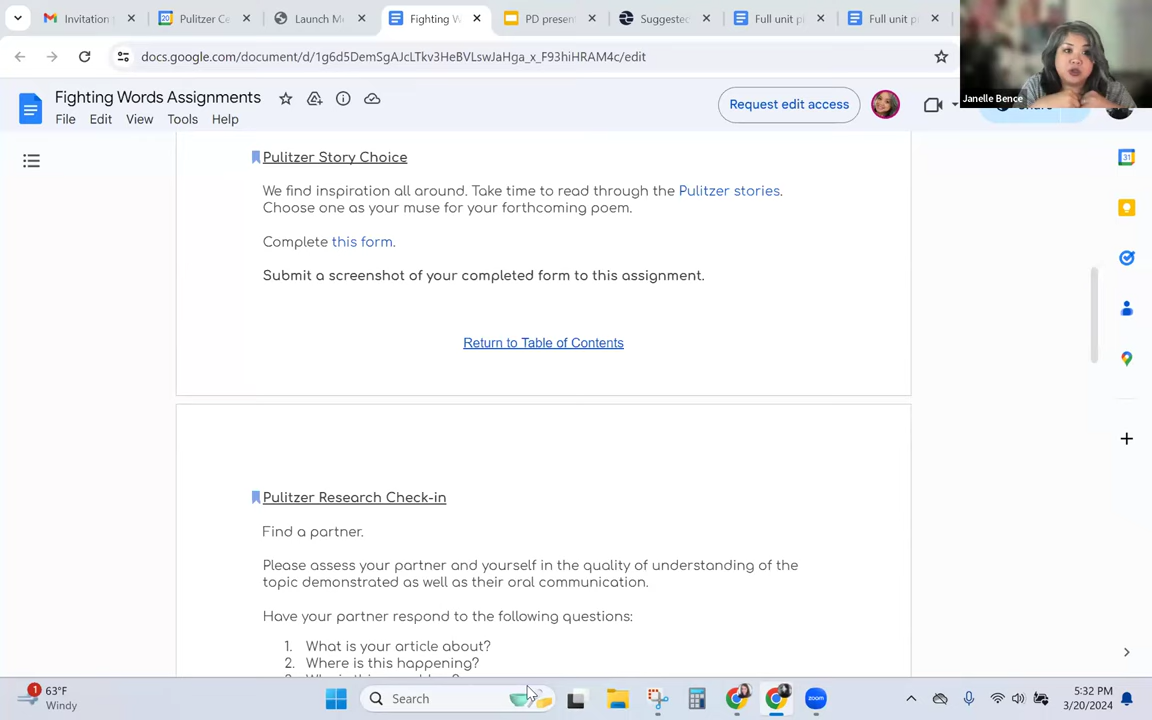 Invitation
20
Pulitzer Ce
Launch Me
Fighting W
PD presen
Suggested
Full unit p
Full unit p
docs.google.com/document/d/1g6d5DemSgAJcLTkv3HeBVLswJaHga_x_F93hiHRAM4c/edit
Janelle Bence
Fighting Words Assignments
File Edit View Tools Help
Request edit access
31
Pulitzer Story Choice
We find inspiration all around. Take time to read through the Pulitzer stories.
Choose one as your muse for your forthcoming poem.
Complete this form.
Submit a screenshot of your completed form to this assignment.
Return to Table of Contents
Pulitzer Research Check-in
Find a partner.
Please assess your partner and yourself in the quality of understanding of the
topic demonstrated as well as their oral communication.
Have your partner respond to the following questions:
1. What is your article about?
2. Where is this happening?
1
63°F
Windy
Search
zoom
5:32 PM
3/20/2024